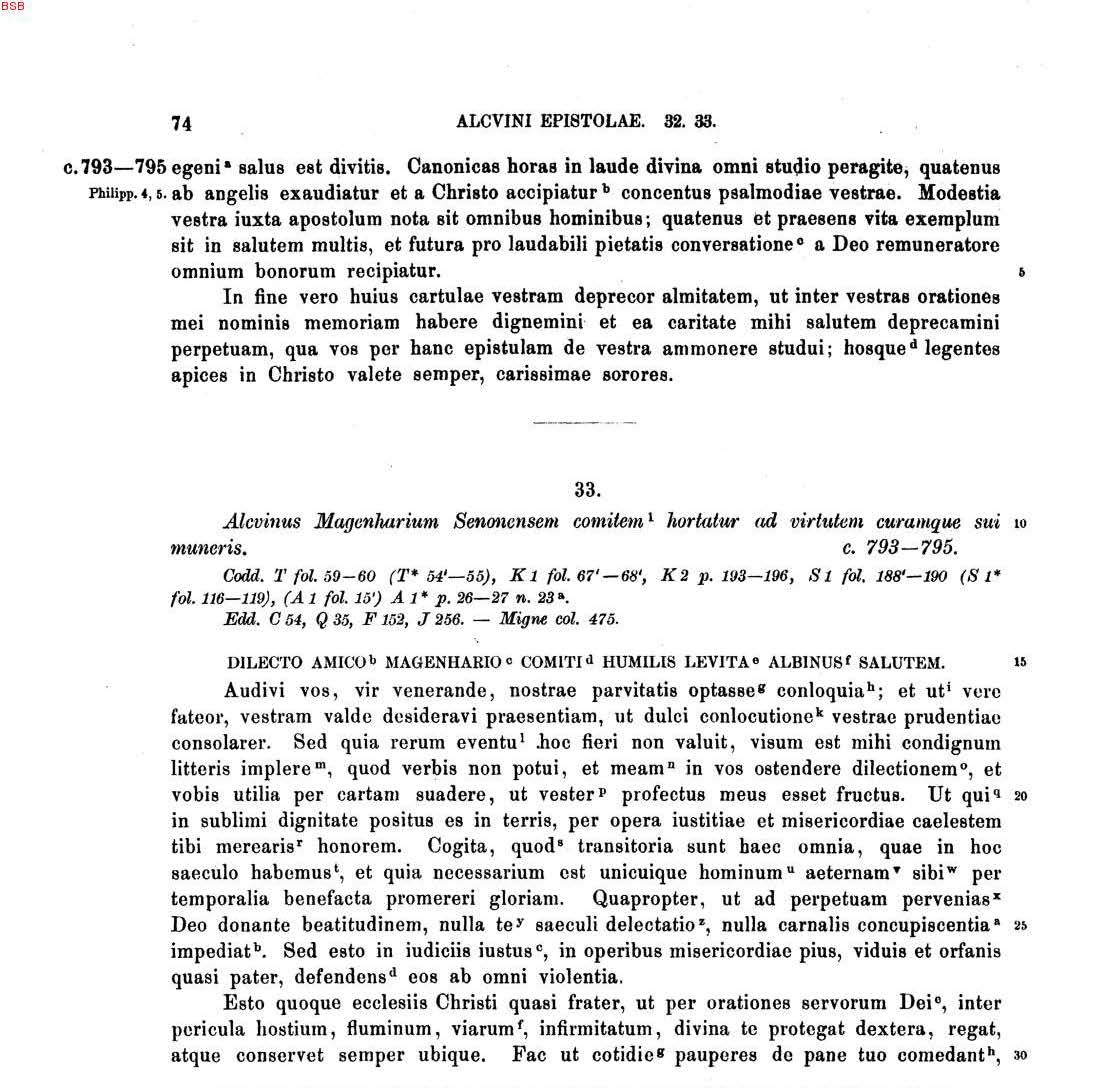 BSB
74 ALCVINI EPISTOLAE. 32. 33.
c. 793—795 egeni a salus est divitis. Canonicas horas in laude divina omni studio peragite, quatenus
Philipp. 4, 5. ab angelis exaudiatur et a Christo accipiatur b concentus psalmodiae vestrae. Modestia
vestra iuxta apostolum nota sit omnibus hominibus; quatenus et praesens vita exemplum
sit in salutem multis, et futura pro laudabili pietatis conversatione c a Deo remuneratore
omnium bonorum recipiatur. 5
In fine vero huius cartulae vestram deprecor almitatem, ut inter vestras orationes
mei nominis memoriam habere dignemini et ea caritate mihi salutem deprecamini
perpetuam, qua vos per hanc epistulam de vestra ammonere studui; hosque d legentes
apices in Christo valete semper, carissimae sorores.
33.
Alcvinus Magenharium Senonensem comitem 1 hortatur ad virtutem curamque sui 10
muneris. c. 793—795.
Codd. T fol. 59—60 (T* 54'—55), K 1 fol. 67'—68', K 2 p. 193—196, S 1 fol. 188'—190 (S 1*
fol. 116—119), (A 1 fol. 15') A 1* p. 26—27 n. 23 a.
Edd. C 54, Q 35, F 152, J 256. — Migne col. 475.
DILECTO AMICO b MAGENHARIO c COMITI d HUMILIS LEVITA e ALBINUS f SALUTEM. 15
Audivi vos, vir venerande, nostrae parvitatis optasse g conloquia h; et ut i vere
fateor, vestram valde desideravi praesentiam, ut dulci conlocutione k vestrae prudentiae
consolarer. Sed quia rerum eventu l hoc fieri non valuit, visum est mihi condignum
litteris implere m, quod verbis non potui, et meam n in vos ostendere dilectionem o, et
vobis utilia per cartam suadere, ut vester p profectus meus esset fructus. Ut qui q 20
in sublimi dignitate positus es in terris, per opera iustitiae et misericordiae caelestem
tibi merearis r honorem. Cogita, quod s transitoria sunt haec omnia, quae in hoc
saeculo habemus t, et quia necessarium est unicuique hominum u aeternam v sibi w per
temporalia benefacta promereri gloriam. Quapropter, ut ad perpetuam pervenias x
Deo donante beatitudinem, nulla te y saeculi delectatio z, nulla carnalis concupiscentia a 25
impediat b. Sed esto in iudiciis iustus c, in operibus misericordiae pius, viduis et orfanis
quasi pater, defendens d eos ab omni violentia.
Esto quoque ecclesiis Christi quasi frater, ut per orationes servorum Dei e, inter
pericula hostium, fluminum, viarum f, infirmitatum, divina te protegat dextera, regat,
atque conservet semper ubique. Fac ut cotidie g pauperes de pane tuo comedant h, 30